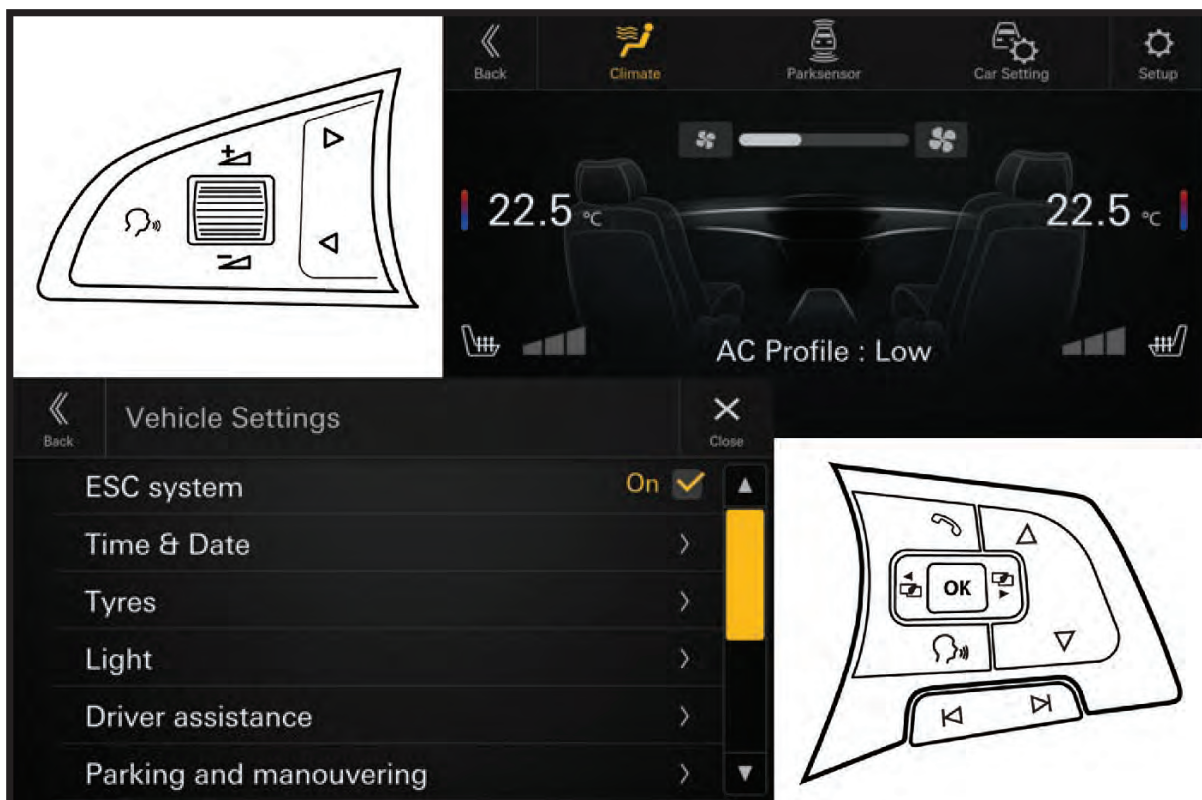 Back
Climate
Parksensor
Car Setting
Setup
22.5 °C
22.5 °C
AC Profile : Low
Back
Vehicle Settings
Close
ESC system On
Time & Date
Tyres
Light
Driver assistance
Parking and manouvering
OK